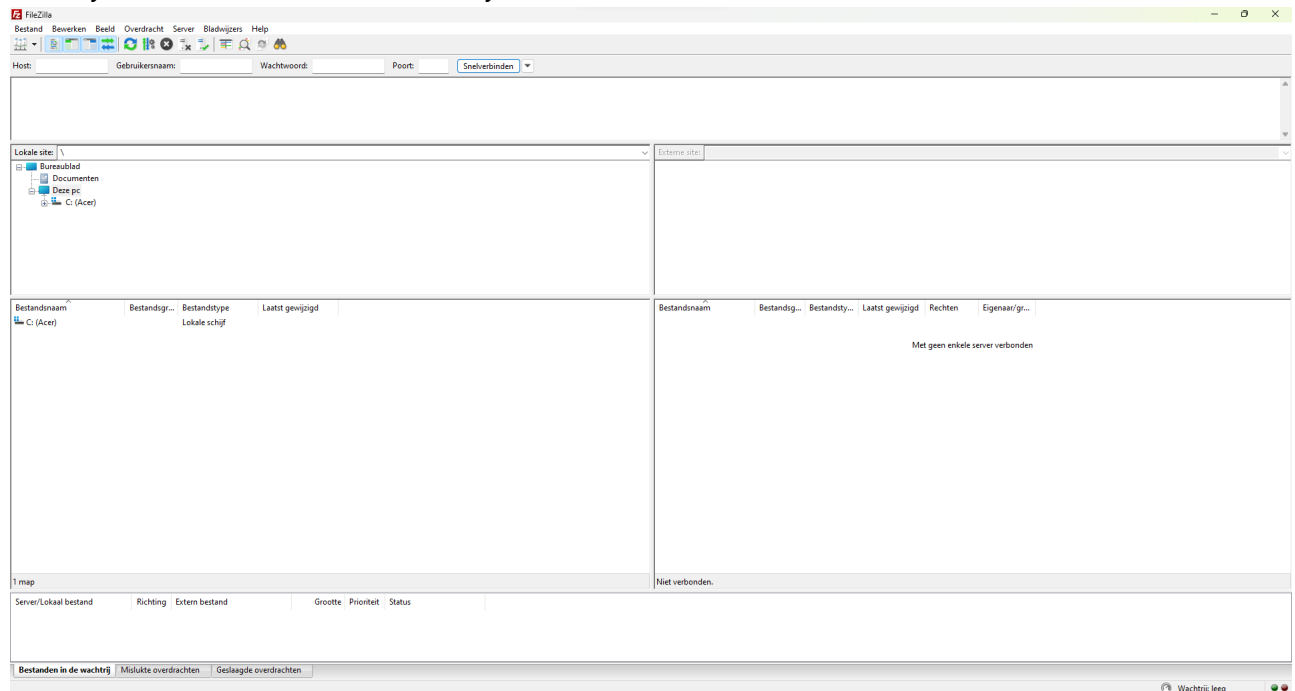 FileZilla
Bestand Bewerken Beeld Overdracht Server Bladwijzers Help
Host: Gebruikersnaam: Wachtwoord: Poort: Snelverbinden
Lokale site: \
Externe site:
Bureaublad
Documenten
Deze pc
C: (Acer)
Bestandsnaam Bestandsgr... Bestandstype Laatst gewijzigd
C: (Acer) Lokale schijf
1 map
Bestandsnaam Bestandsg... Bestandsty... Laatst gewijzigd Rechten Eigenaar/gr...
Met geen enkele server verbonden
Niet verbonden.
Server/Lokaal bestand Richting Extern bestand Grootte Prioriteit Status
Bestanden in de wachtrij Mislukte overdrachten Geslaagde overdrachten
Wachtrij: leeg